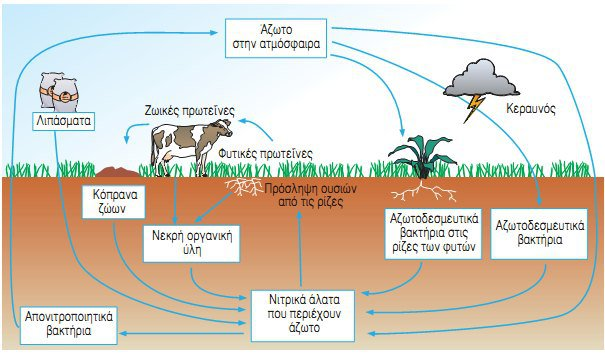 Άζωτο
στην ατμόσφαιρα
Λιπάσματα
Ζωικές πρωτεΐνες
Κεραυνός
Φυτικές πρωτεΐνες
Κόπρανα
ζώων
Πρόσληψη ουσιών
από τις ρίζες
Νεκρή οργανική
ύλη
Αζωτοδεσμευτικά
βακτήρια στις
ρίζες των φυτών
Αζωτοδεσμευτικά
βακτήρια
Απονιτροποιητικά
βακτήρια
Νιτρικά άλατα
που περιέχουν
άζωτο